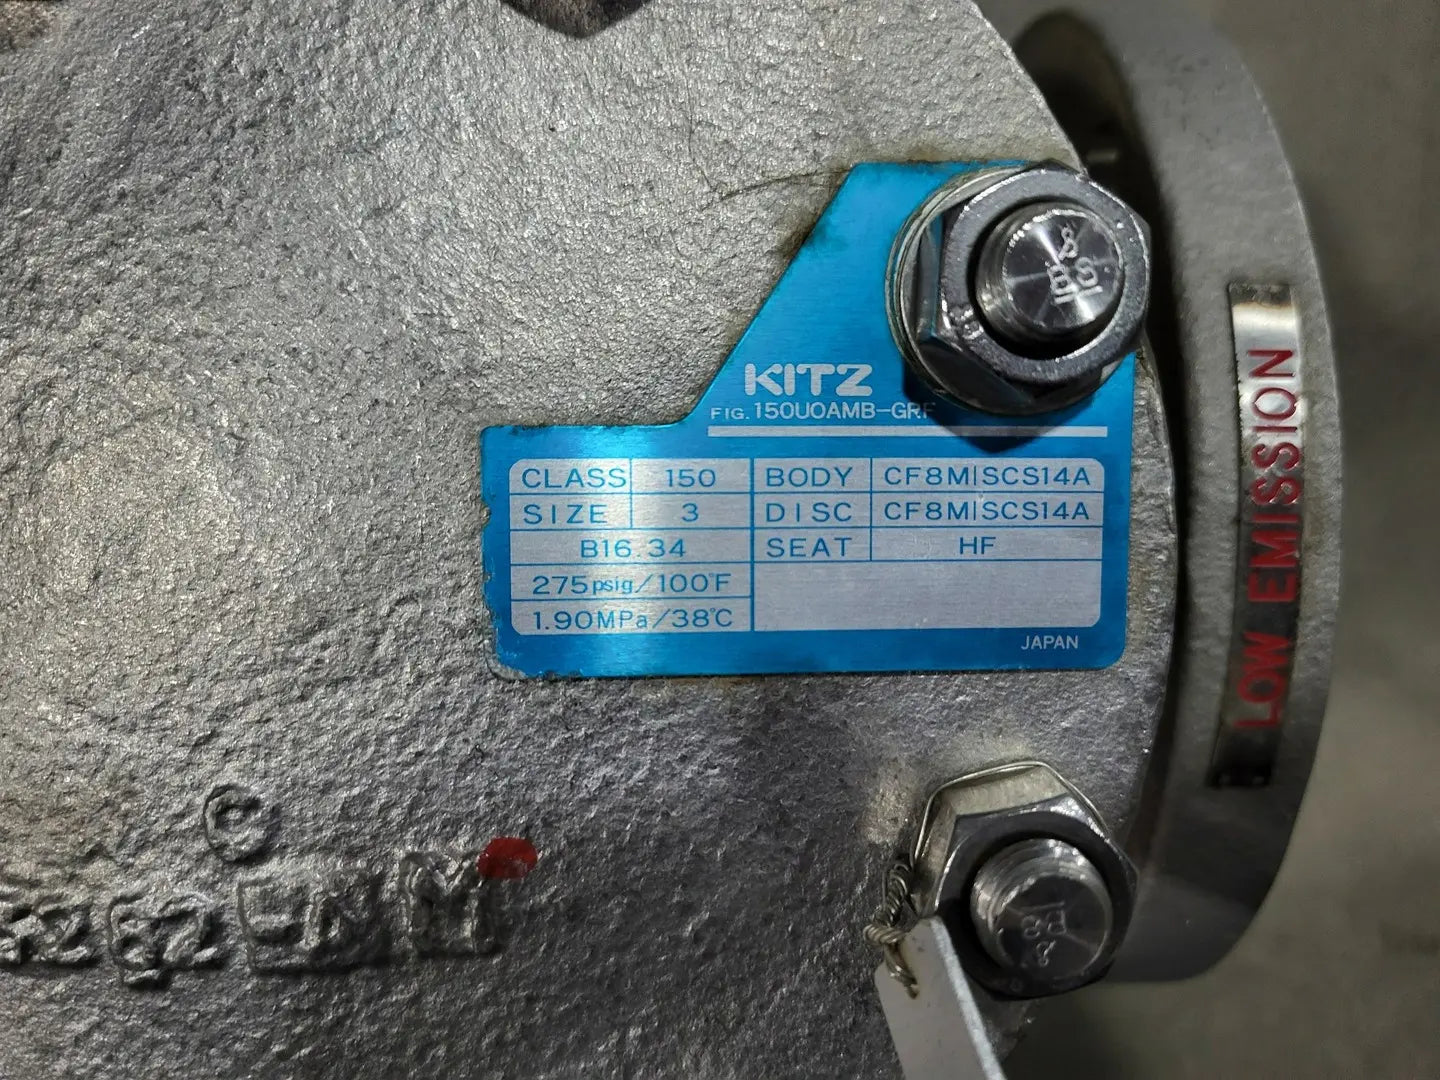 KITZ
FIG. 150UOAMB-GRF
CLASS 150 BODY CF8M|SCS14A
SIZE 3 DISC CF8M|SCS14A
B16.34 SEAT HF
275psig/100°F
1.90MPa/38°C
JAPAN
LOW EMISSION
B8
C